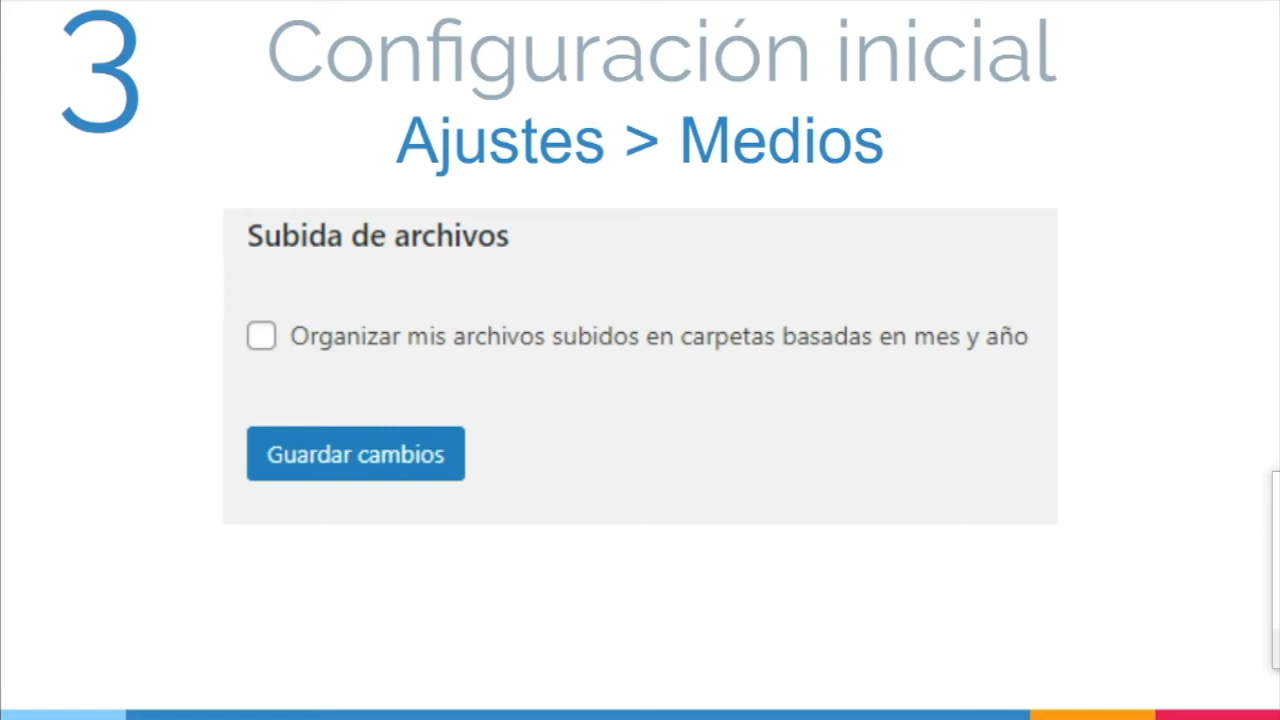 3
Configuración inicial
Ajustes > Medios
Subida de archivos
Organizar mis archivos subidos en carpetas basadas en mes y año
Guardar cambios